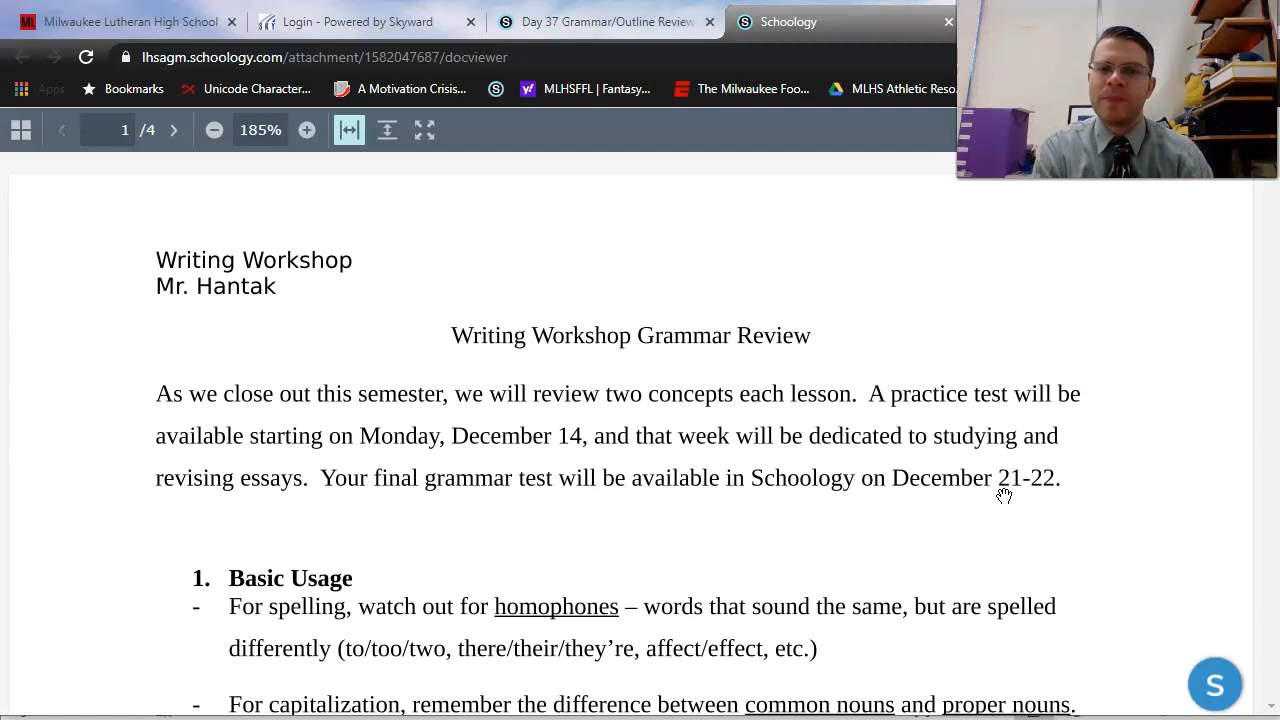 Milwaukee Lutheran High School
Login - Powered by Skyward
Day 37 Grammar/Outline Review
Schoology
lhsagm.schoology.com/attachment/1582047687/docviewer
Apps
Bookmarks
Unicode Character...
A Motivation Crisis...
MLHSFFL | Fantasy...
The Milwaukee Foo...
MLHS Athletic Reso
1 /4
185%
Writing Workshop
Mr. Hantak
Writing Workshop Grammar Review
As we close out this semester, we will review two concepts each lesson.  A practice test will be
available starting on Monday, December 14, and that week will be dedicated to studying and
revising essays.  Your final grammar test will be available in Schoology on December 21-22.
1. Basic Usage
- For spelling, watch out for homophones – words that sound the same, but are spelled
differently (to/too/two, there/their/they’re, affect/effect, etc.)
- For capitalization, remember the difference between common nouns and proper nouns.
S